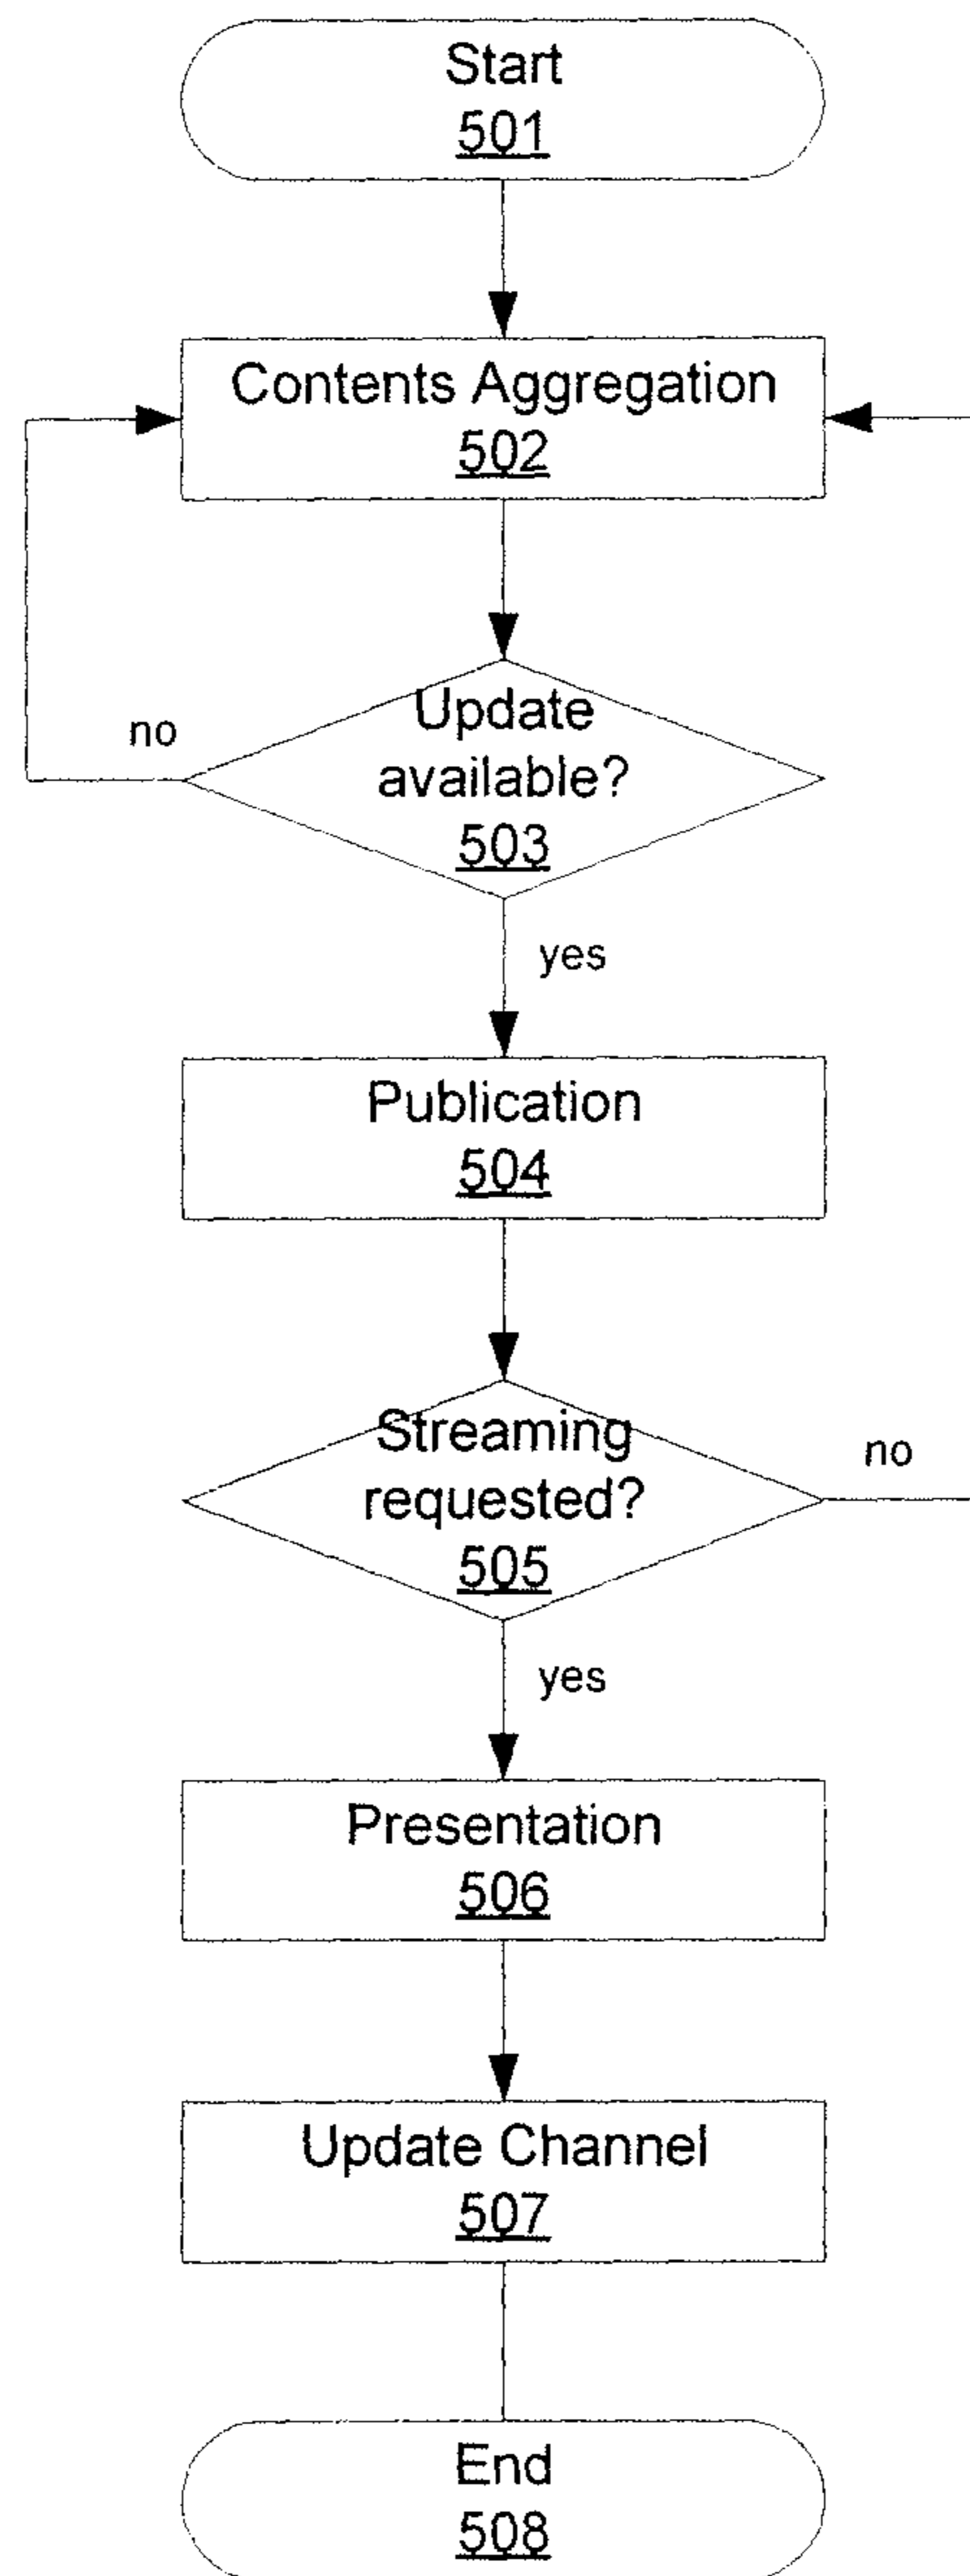 Start
501
Contents Aggregation
502
no
Update
available?
503
yes
Publication
504
Streaming
requested?
505
no
yes
Presentation
506
Update Channel
507
End
508